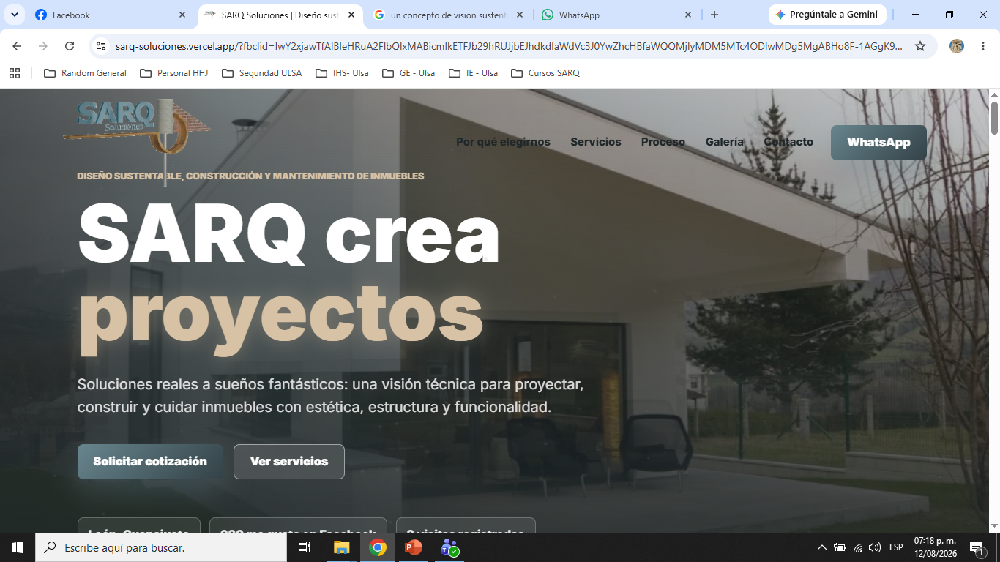 Facebook
SARQ Soluciones | Diseño sust
un concepto de vision sustent
WhatsApp
Pregúntale a Gemini
sarq-soluciones.vercel.app/?fbclid=IwY2xjawTfAlBleHRuA2FlbQIxMABicmlkETFJb29hRUJjbEJhdkdIaWdVc3J0YwZhcHBfaWQQMjIyMDM5MTc4ODIwMDg5MgABHo8F-1AGgK9...
Random General
Personal HHJ
Seguridad ULSA
IHS- Ulsa
GE - Ulsa
IE - Ulsa
Cursos SARQ
SARQ
Soluciones
Por qué elegirnos
Servicios
Proceso
Galería
Contacto
WhatsApp
DISEÑO SUSTENTABLE, CONSTRUCCIÓN Y MANTENIMIENTO DE INMUEBLES
SARQ crea
proyectos
Soluciones reales a sueños fantásticos: una visión técnica para proyectar,
construir y cuidar inmuebles con estética, estructura y funcionalidad.
Solicitar cotización
Ver servicios
León, Guanajuato
Escribe aquí para buscar.
ESP
07:18 p. m.
12/08/2026
1